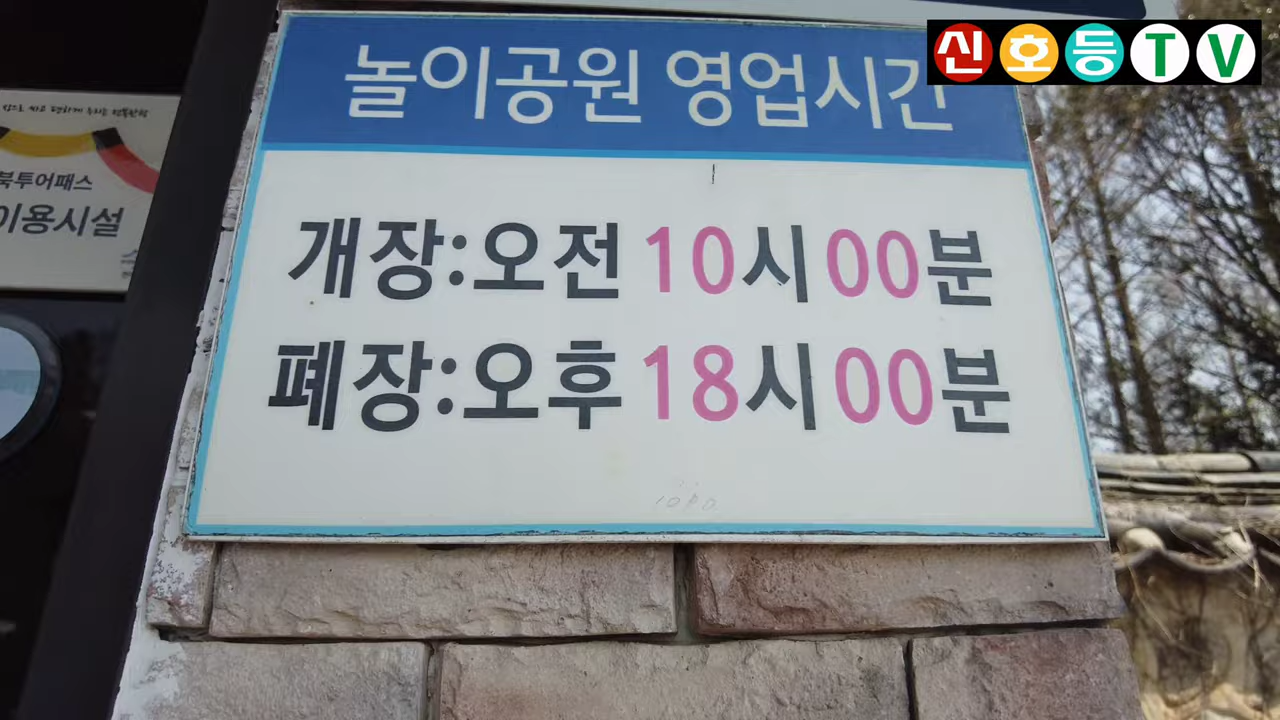 신호등TV
놀이공원 영업시간
개장:오전 10시 00분
폐장:오후 18시 00분
북투어패스
이용시설